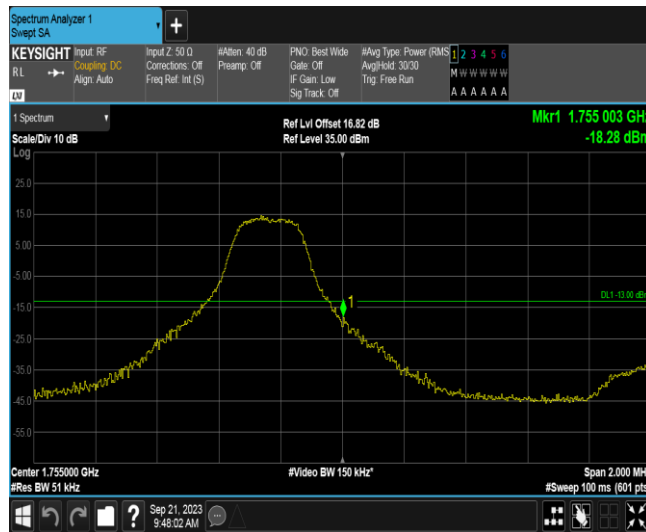 Spectrum Analyzer 1
Swept SA
KEYSIGHT
RL
LXI
Input: RF
Coupling: DC
Align: Auto
Input Z: 50 Ω
Corrections: Off
Freq Ref: Int (S)
#Atten: 40 dB
Preamp: Off
PNO: Best Wide
Gate: Off
IF Gain: Low
Sig Track: Off
#Avg Type: Power (RMS
Avg|Hold: 30/30
Trig: Free Run
1 2 3 4 5 6
M W W W W W
A A A A A A
1 Spectrum
Scale/Div 10 dB
Log
Ref Lvl Offset 16.82 dB
Ref Level 35.00 dBm
Mkr1 1.755 003 GHz
-18.28 dBm
25.0
15.0
5.00
-5.00
-15.0
-25.0
-35.0
-45.0
-55.0
DL1 -13.00 dBm
1
Center 1.755000 GHz
#Res BW 51 kHz
#Video BW 150 kHz*
Span 2.000 MH
#Sweep 100 ms (601 pts
?
Sep 21, 2023
9:48:02 AM